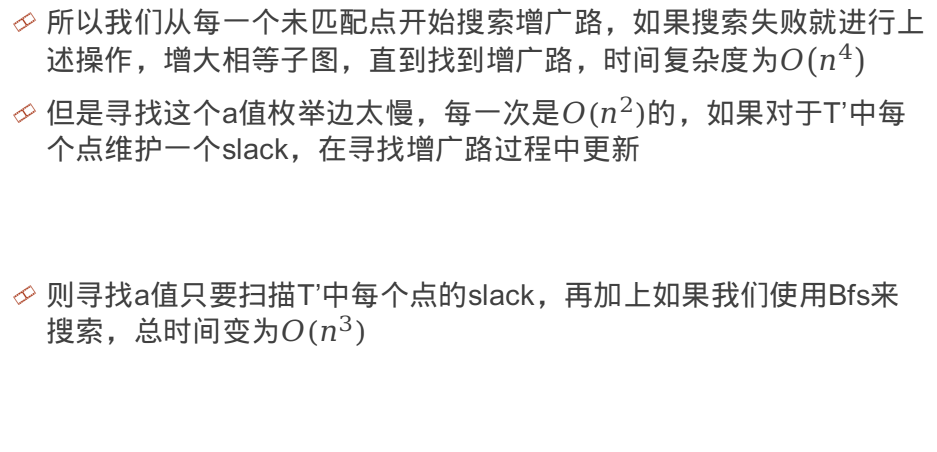 所以我们从每一个未匹配点开始搜索增广路，如果搜索失败就进行上
述操作，增大相等子图，直到找到增广路，时间复杂度为O(n⁴)
但是寻找这个a值枚举边太慢，每一次是O(n²)的，如果对于T’中每
个点维护一个slack，在寻找增广路过程中更新
则寻找a值只要扫描T’中每个点的slack，再加上如果我们使用Bfs来
搜索，总时间变为O(n³)